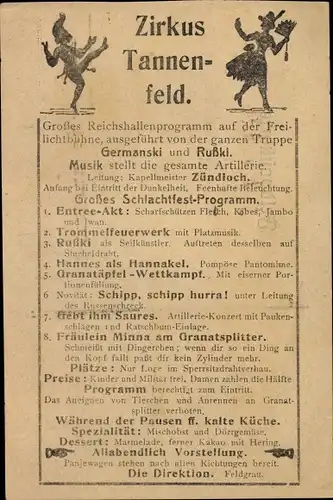 Zirkus
Tannen-
feld.
Großes Reichshallenprogramm auf der Frei-
lichtbühne, ausgeführt von der ganzen Truppe
Germanski und Rußki.
Musik stellt die gesamte Artillerie.
Leitung: Kapellmeister Zündloch.
Anfang bei Eintritt der Dunkelheit. Feenhafte Beleuchtung.
Großes Schlachtfest-Programm.
1. Entree-Akt: Scharfschützen Flesch, Köbes, Jambo
und Iwan.
2. Trommelfeuerwerk mit Platzmusik.
3. Rußki als Seilkünstler. Auftreten desselben auf
Stacheldraht.
4. Hannes als Hannakel. Pompöse Pantomime.
5. Granatäpfel-Wettkampf. Mit eiserner Por-
tionenfüllung.
6 Novität: Schipp, schipp hurra! unter Leitung
des Russenschreck.
7. Gebt ihm Saures. Artillerie-Konzert mit Pauken-
schlägen und Ratschbum-Einlage.
8. Fräulein Minna am Granatsplitter.
Schmeißt mit Dingerchen; wenn dir so ein Ding an
den Kopf fällt paßt dir kein Zylinder mehr.
Plätze: Nur Loge im Sperrsitzdrahtverhau.
Preise: Kinder und Militär frei, Damen zahlen die Hälfte
Programm berechtigt zum Eintritt.
Das Aneignen von Tierchen und Anrennen an Granat-
splitter verboten.
Während der Pausen ff. kalte Küche.
Spezialität: Mischobst und Dörrgemüse.
Dessert: Marmelade, ferner Kakao mit Hering.
Allabendlich Vorstellung.
Panjewagen stehen nach allen Richtungen bereit.
Die Direktion. Feldgrau.